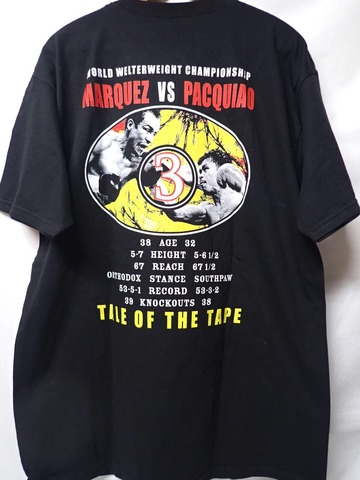 WORLD WELTERWEIGHT CHAMPIONSHIP
MARQUEZ VS PACQUIAO
3
38 AGE 32
5-7 HEIGHT 5-6 1/2
67 REACH 67 1/2
ORTHODOX STANCE SOUTHPAW
53-5-1 RECORD 53-3-2
39 KNOCKOUTS 38
TALE OF THE TAPE